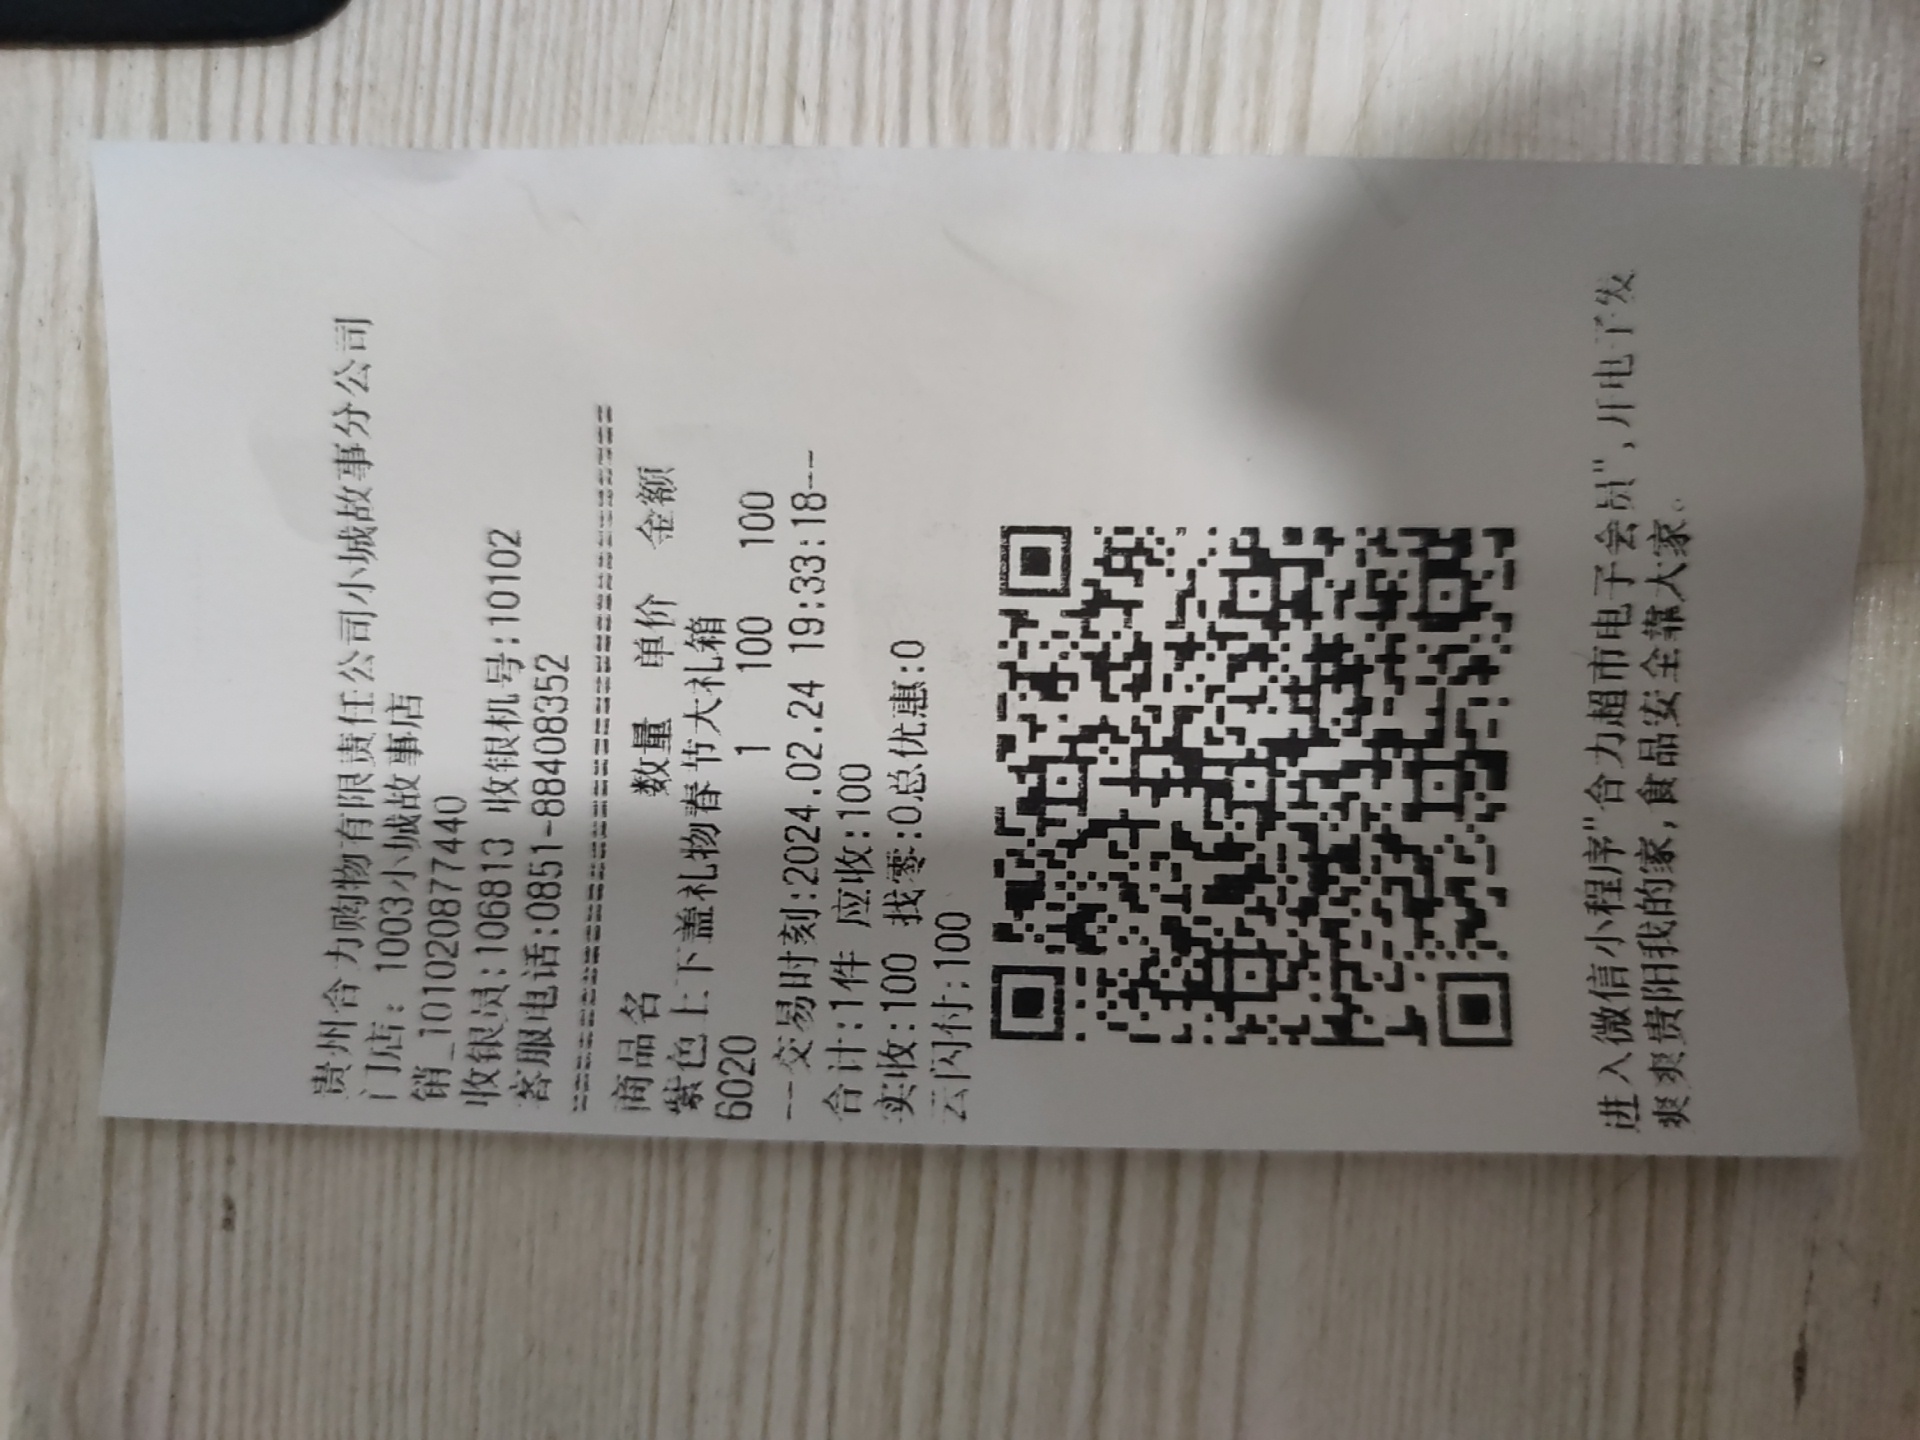 贵州合力购物有限责任公司小城故事分公司
门店: 1003小城故事店
销_101020877440
收银员:106813 收银机号:10102
客服电话:0851-88408352
========================================
商品名 数量 单价 金额
紫色上下盖礼物春节大礼箱
6020 1 100 100
--交易时刻:2024.02.24 19:33:18---
合计:1件 应收:100
实收:100 找零:0总优惠:0
云闪付:100
进入微信小程序"合力超市电子会员",开电子发
爽爽贵阳我的家,食品安全靠大家。